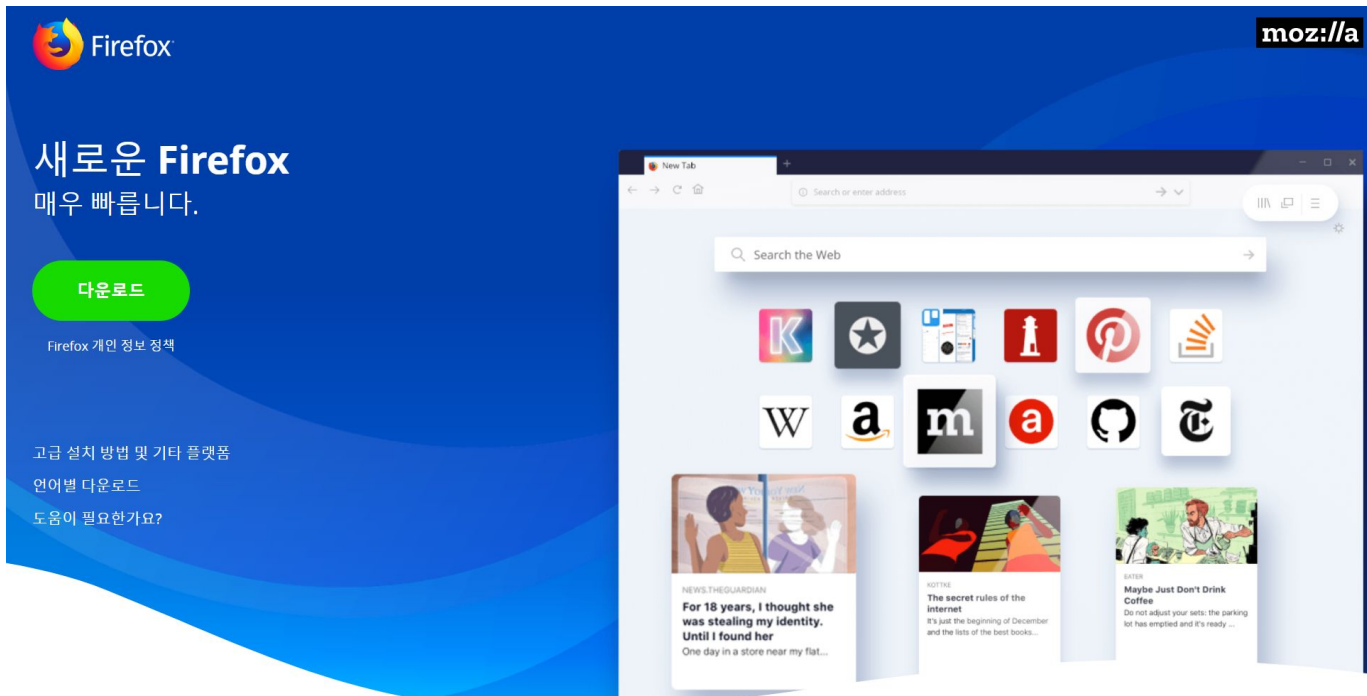 Firefox
moz://a
새로운 Firefox
매우 빠릅니다.
다운로드
Firefox 개인 정보 정책
고급 설치 방법 및 기타 플랫폼
언어별 다운로드
도움이 필요한가요?
New Tab
Search or enter address
Search the Web
K
W
a
m
a
NEWS.THEGUARDIAN
For 18 years, I thought she
was stealing my identity.
Until I found her
One day in a store near my flat...
KOTTKE
The secret rules of the
internet
It's just the beginning of December
and the lists of the best books...
EATER
Maybe Just Don't Drink
Coffee
Do not adjust your sets: the parking
lot has emptied and it's ready ...